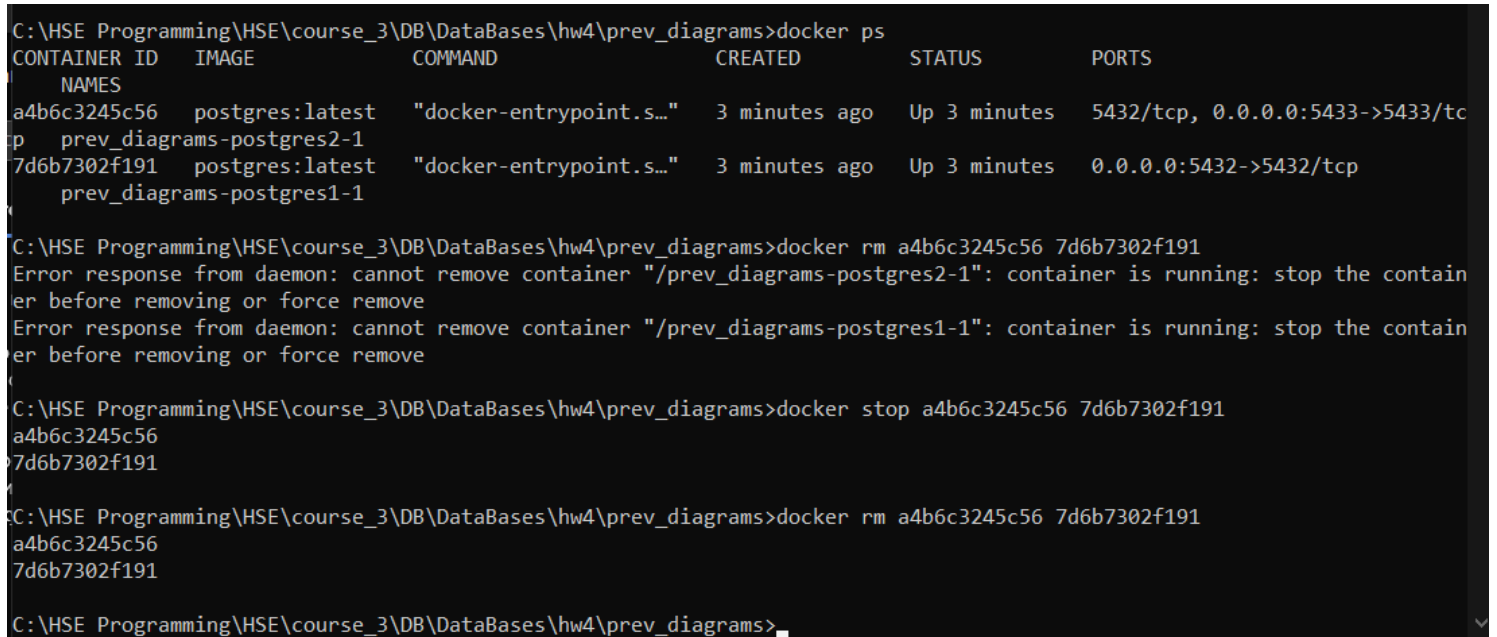 C:\HSE Programming\HSE\course_3\DB\DataBases\hw4\prev_diagrams>docker ps
CONTAINER ID   IMAGE             COMMAND                  CREATED         STATUS         PORTS
    NAMES
a4b6c3245c56   postgres:latest   "docker-entrypoint.s…"   3 minutes ago   Up 3 minutes   5432/tcp, 0.0.0.0:5433->5433/tc
p   prev_diagrams-postgres2-1
7d6b7302f191   postgres:latest   "docker-entrypoint.s…"   3 minutes ago   Up 3 minutes   0.0.0.0:5432->5432/tcp
    prev_diagrams-postgres1-1
C:\HSE Programming\HSE\course_3\DB\DataBases\hw4\prev_diagrams>docker rm a4b6c3245c56 7d6b7302f191
Error response from daemon: cannot remove container "/prev_diagrams-postgres2-1": container is running: stop the contain
er before removing or force remove
Error response from daemon: cannot remove container "/prev_diagrams-postgres1-1": container is running: stop the contain
er before removing or force remove
C:\HSE Programming\HSE\course_3\DB\DataBases\hw4\prev_diagrams>docker stop a4b6c3245c56 7d6b7302f191
a4b6c3245c56
7d6b7302f191
C:\HSE Programming\HSE\course_3\DB\DataBases\hw4\prev_diagrams>docker rm a4b6c3245c56 7d6b7302f191
a4b6c3245c56
7d6b7302f191
C:\HSE Programming\HSE\course_3\DB\DataBases\hw4\prev_diagrams>